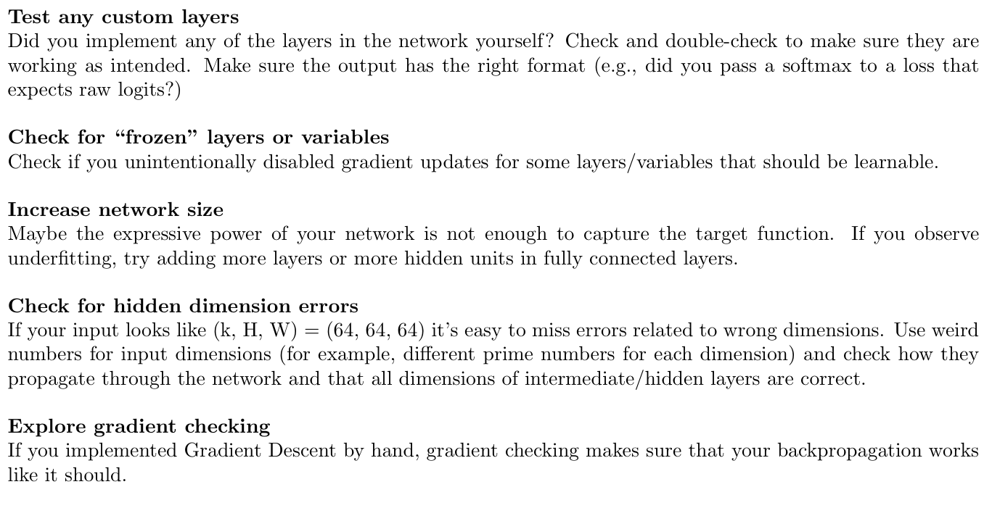 Test any custom layers
Did you implement any of the layers in the network yourself? Check and double-check to make sure they are
working as intended. Make sure the output has the right format (e.g., did you pass a softmax to a loss that
expects raw logits?)
Check for “frozen” layers or variables
Check if you unintentionally disabled gradient updates for some layers/variables that should be learnable.
Increase network size
Maybe the expressive power of your network is not enough to capture the target function. If you observe
underfitting, try adding more layers or more hidden units in fully connected layers.
Check for hidden dimension errors
If your input looks like (k, H, W) = (64, 64, 64) it’s easy to miss errors related to wrong dimensions. Use weird
numbers for input dimensions (for example, different prime numbers for each dimension) and check how they
propagate through the network and that all dimensions of intermediate/hidden layers are correct.
Explore gradient checking
If you implemented Gradient Descent by hand, gradient checking makes sure that your backpropagation works
like it should.